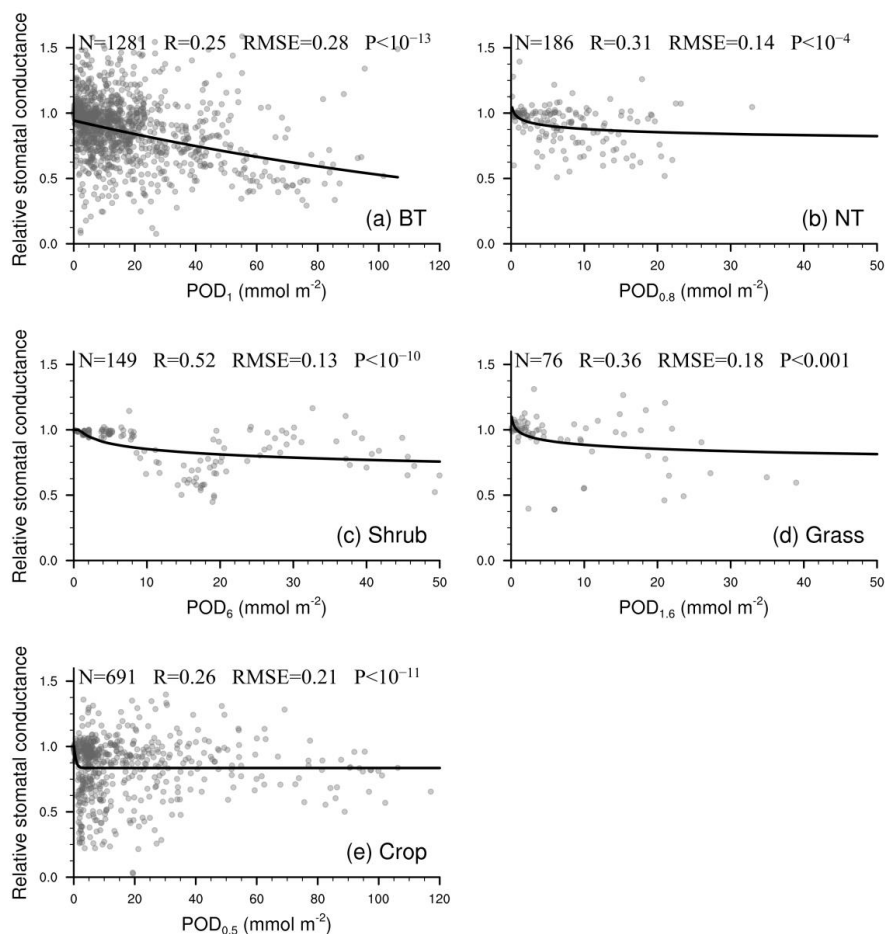 N=1281 R=0.25 RMSE=0.28 P<10⁻¹³
Relative stomatal conductance
1.5
1.0
0.5
0.0
(a) BT
0 20 40 60 80 100 120
POD₁ (mmol m⁻²)
N=186 R=0.31 RMSE=0.14 P<10⁻⁴
1.5
1.0
0.5
0.0
(b) NT
0 10 20 30 40 50
POD₀.₈ (mmol m⁻²)
N=149 R=0.52 RMSE=0.13 P<10⁻¹⁰
Relative stomatal conductance
1.5
1.0
0.5
0.0
(c) Shrub
0 10 20 30 40 50
POD₆ (mmol m⁻²)
N=76 R=0.36 RMSE=0.18 P<0.001
1.5
1.0
0.5
0.0
(d) Grass
0 10 20 30 40 50
POD₁.₆ (mmol m⁻²)
N=691 R=0.26 RMSE=0.21 P<10⁻¹¹
Relative stomatal conductance
1.5
1.0
0.5
0.0
(e) Crop
0 20 40 60 80 100 120
POD₀.₅ (mmol m⁻²)